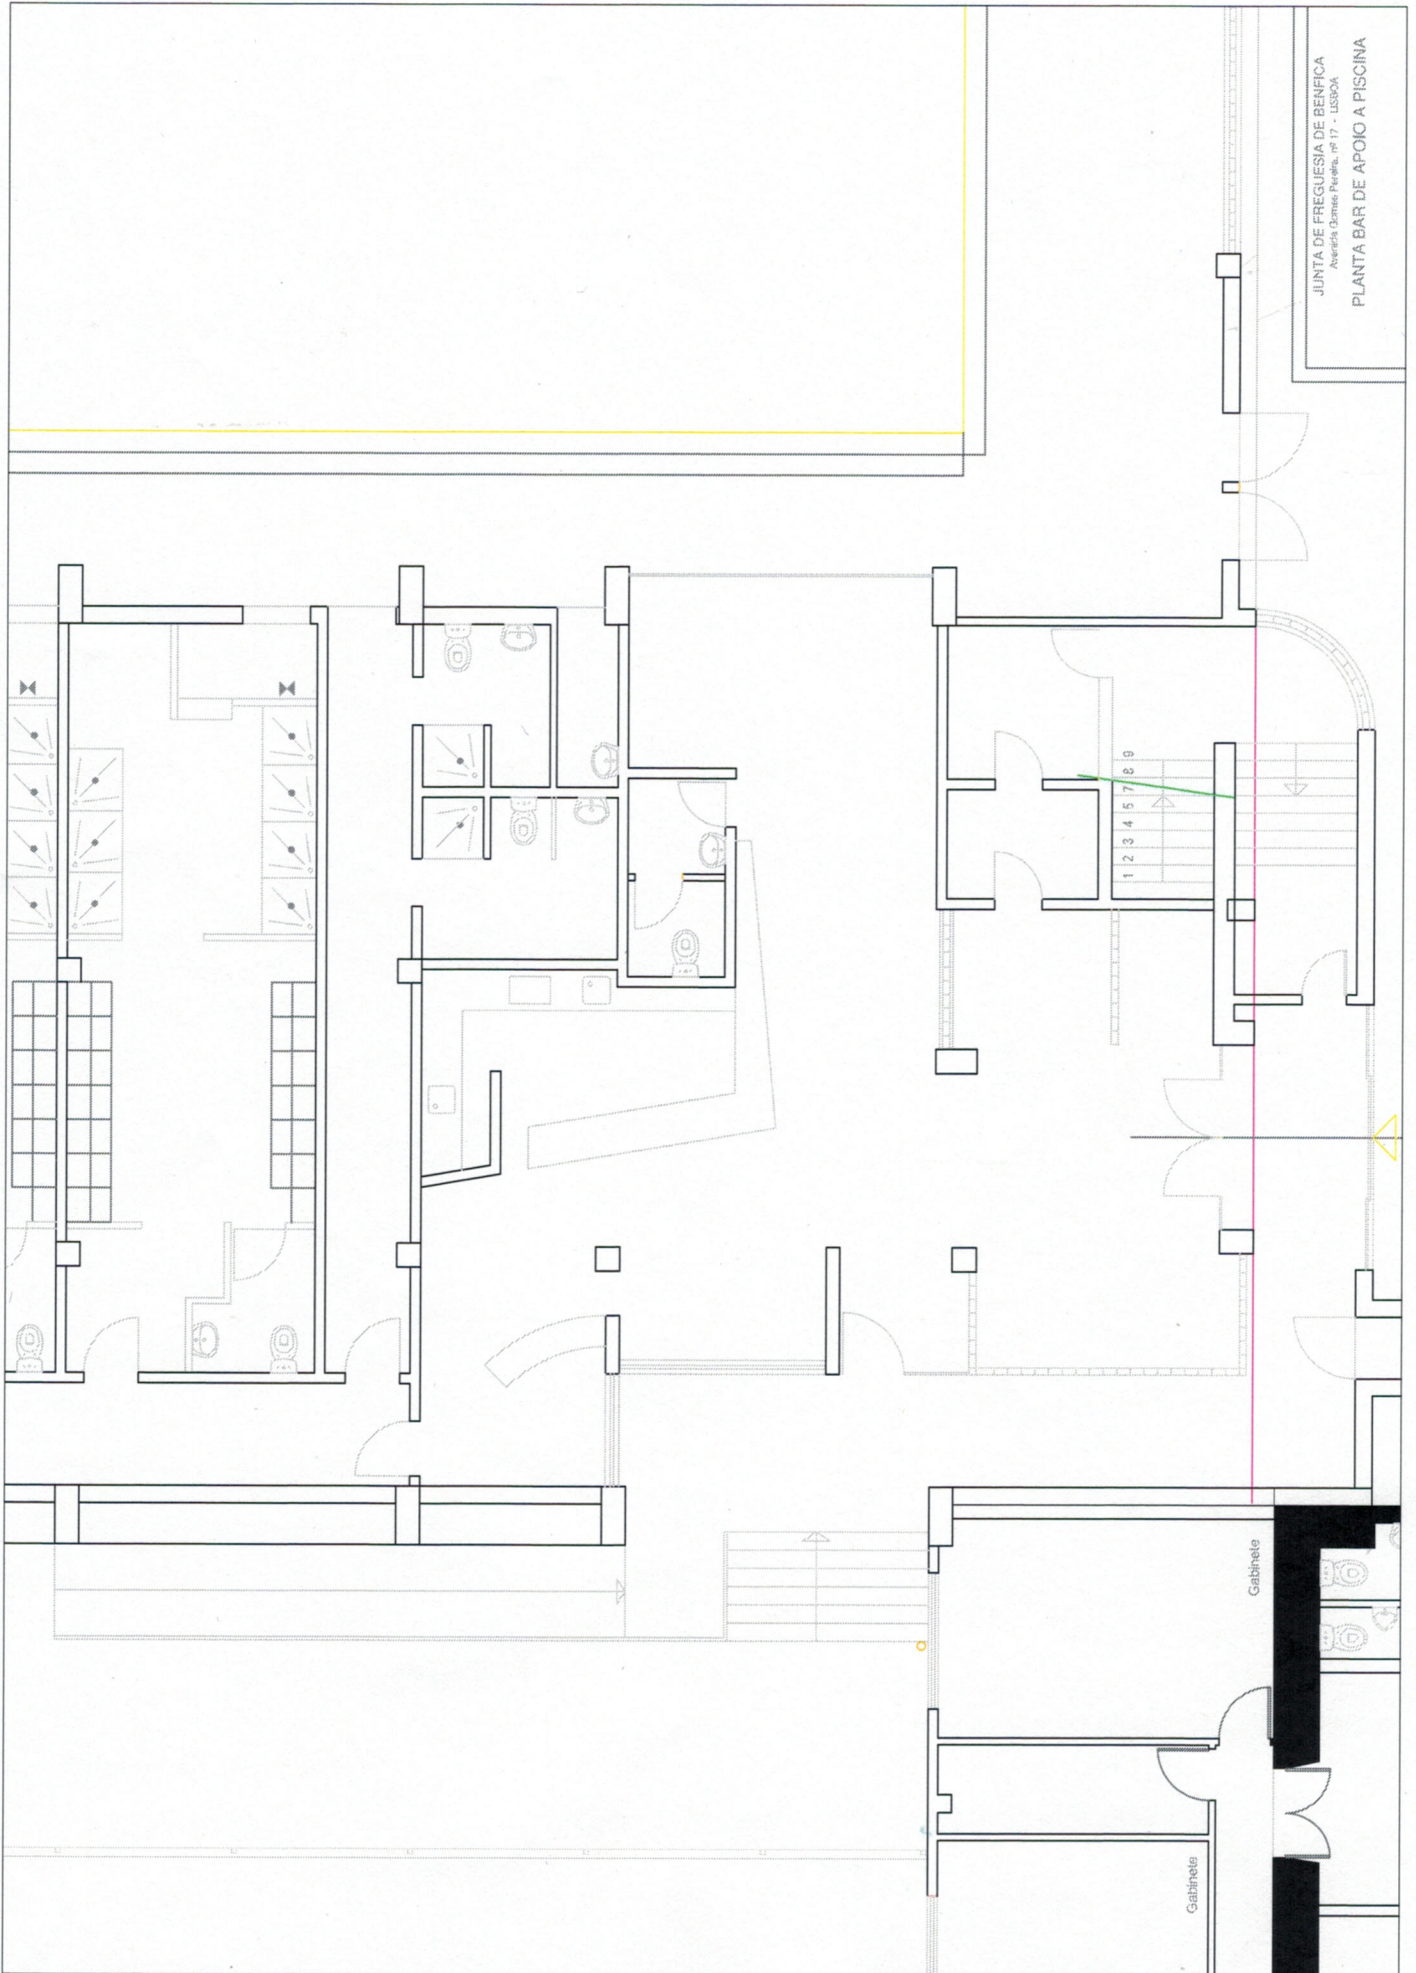 JUNTA DE FREGUESIA DE BENFICA
Avenida Gomes Pereira, nº 17 - LISBOA
PLANTA BAR DE APOIO A PISCINA
1 2 3 4 5 7 8 9
Gabinete
Gabinete